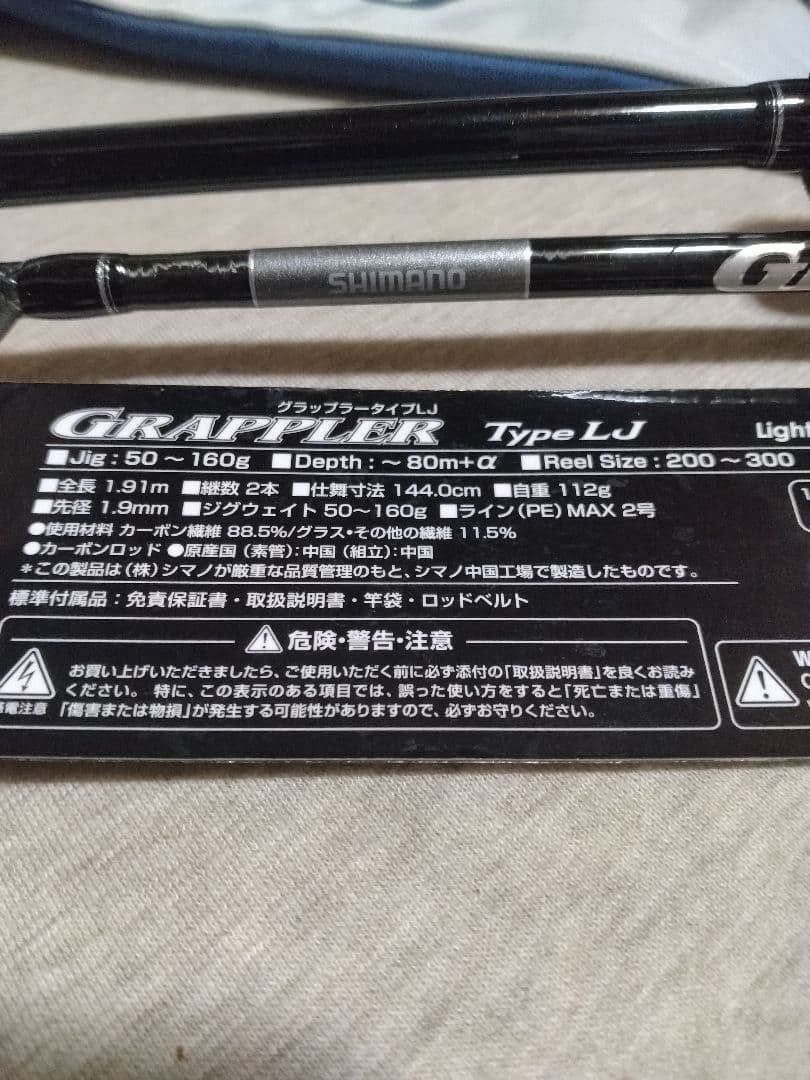 SHIMANO
グラップラータイプLJ
GRAPPLER Type LJ Light
■Jig : 50 ～ 160g ■Depth : ～ 80m+α ■Reel Size : 200 ～ 300
■全長 1.91m ■継数 2本 ■仕舞寸法 144.0cm ■自重 112g
■先径 1.9mm ■ジグウェイト 50～160g ■ライン(PE) MAX 2号
●使用材料 カーボン繊維 88.5%/グラス・その他の繊維 11.5%
●カーボンロッド ●原産国 (素管):中国 (組立):中国
＊この製品は(株)シマノが厳重な品質管理のもと、シマノ中国工場で製造したものです。
標準付属品：免責保証書・取扱説明書・竿袋・ロッドベルト
危険・警告・注意
お買い上げいただきましたら、ご使用いただく前に必ず添付の「取扱説明書」を良くお読み
ください。 特に、この表示のある項目では、誤った使い方をすると「死亡または重傷」
「傷害または物損」が発生する可能性がありますので、必ずお守りください。
電注意